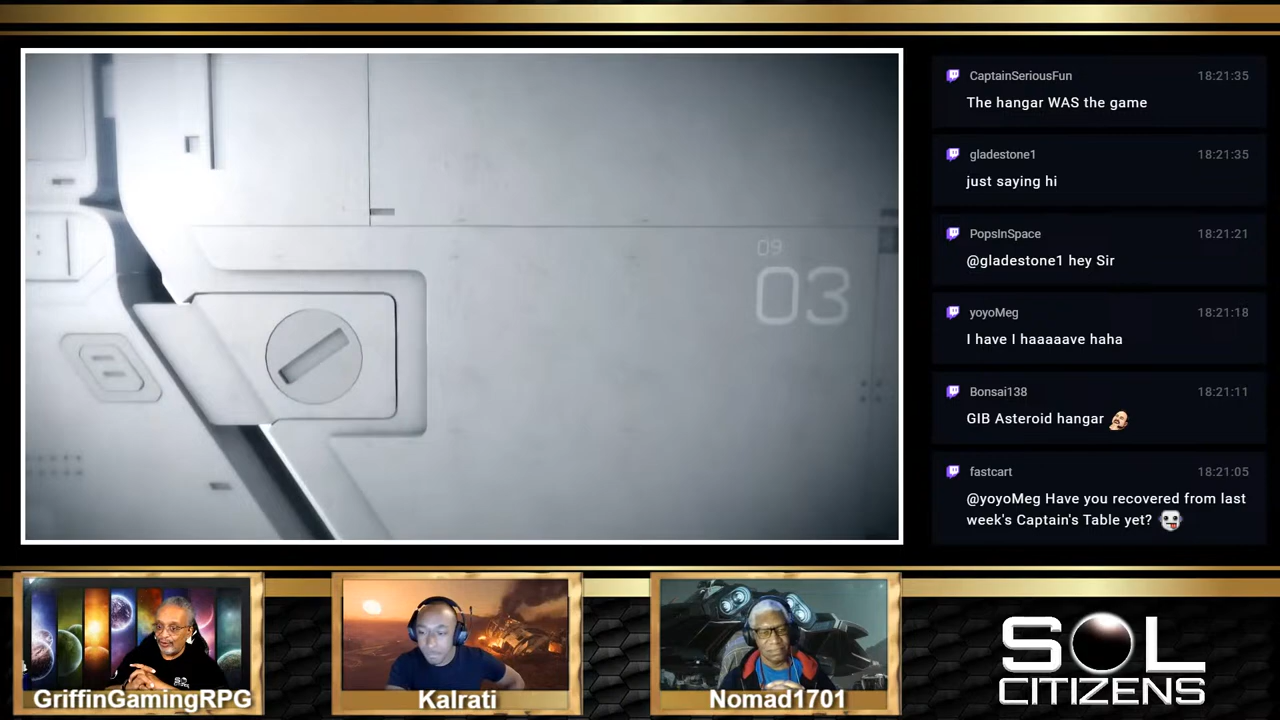 09
03
CaptainSeriousFun 18:21:35
The hangar WAS the game
gladestone1 18:21:35
just saying hi
PopsInSpace 18:21:21
@gladestone1 hey Sir
yoyoMeg 18:21:18
I have I haaaaave haha
Bonsai138 18:21:11
GIB Asteroid hangar
fastcart 18:21:05
@yoyoMeg Have you recovered from last
week's Captain's Table yet?
GriffinGamingRPG
Kalrati
Nomad1701
SOL
CITIZENS